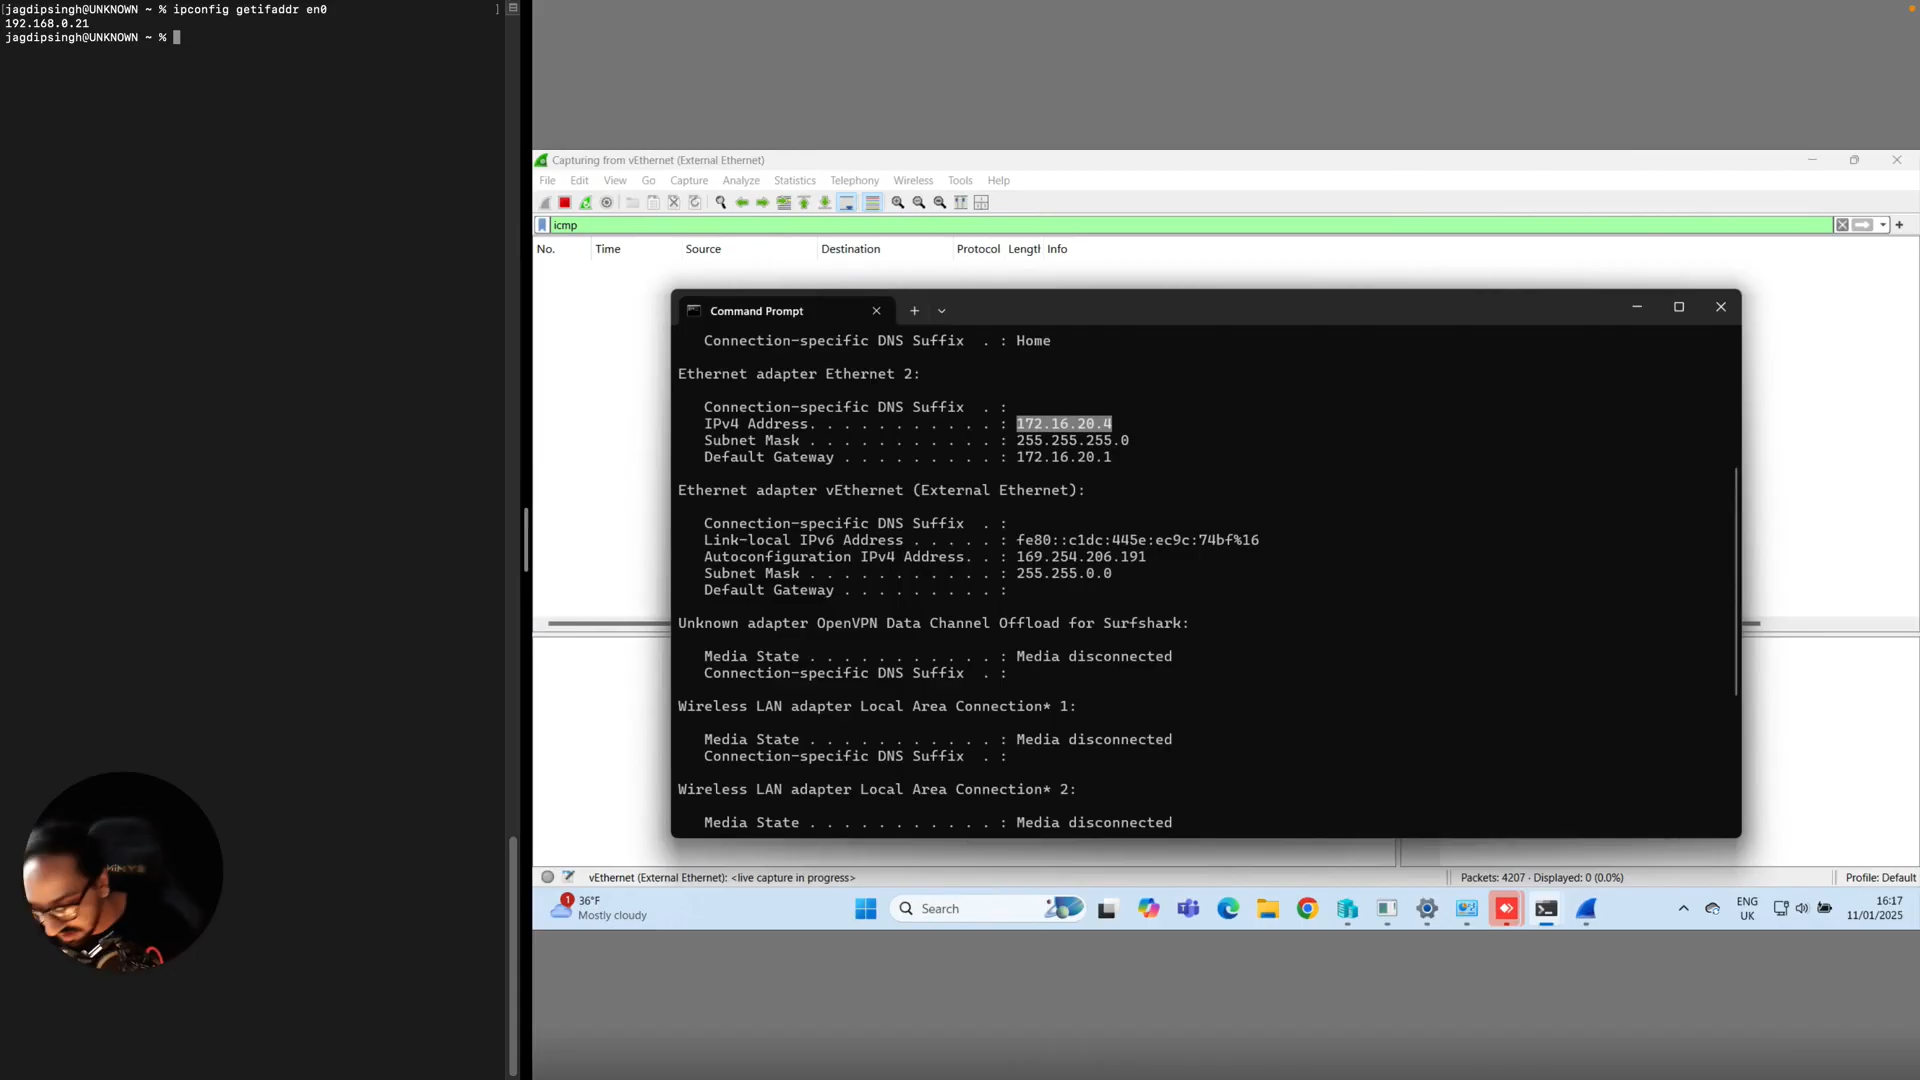 [jagdipsingh@UNKNOWN ~ % ipconfig getifaddr en0 ]
192.168.0.21
jagdipsingh@UNKNOWN ~ %
Capturing from vEthernet (External Ethernet)
File Edit View Go Capture Analyze Statistics Telephony Wireless Tools Help
icmp
No. Time Source Destination Protocol Length Info
Command Prompt
Connection-specific DNS Suffix . : Home
Ethernet adapter Ethernet 2:
Connection-specific DNS Suffix . :
IPv4 Address. . . . . . . . . . . : 172.16.20.4
Subnet Mask . . . . . . . . . . . : 255.255.255.0
Default Gateway . . . . . . . . . : 172.16.20.1
Ethernet adapter vEthernet (External Ethernet):
Connection-specific DNS Suffix . :
Link-local IPv6 Address . . . . . : fe80::c1dc:445e:ec9c:74bf%16
Autoconfiguration IPv4 Address. . : 169.254.206.191
Subnet Mask . . . . . . . . . . . : 255.255.0.0
Default Gateway . . . . . . . . . :
Unknown adapter OpenVPN Data Channel Offload for Surfshark:
Media State . . . . . . . . . . . : Media disconnected
Connection-specific DNS Suffix . :
Wireless LAN adapter Local Area Connection* 1:
Media State . . . . . . . . . . . : Media disconnected
Connection-specific DNS Suffix . :
Wireless LAN adapter Local Area Connection* 2:
Media State . . . . . . . . . . . : Media disconnected
vEthernet (External Ethernet): <live capture in progress> Packets: 4207 · Displayed: 0 (0.0%) Profile: Default
1
36°F
Mostly cloudy
Search
ENG
UK
16:17
11/01/2025